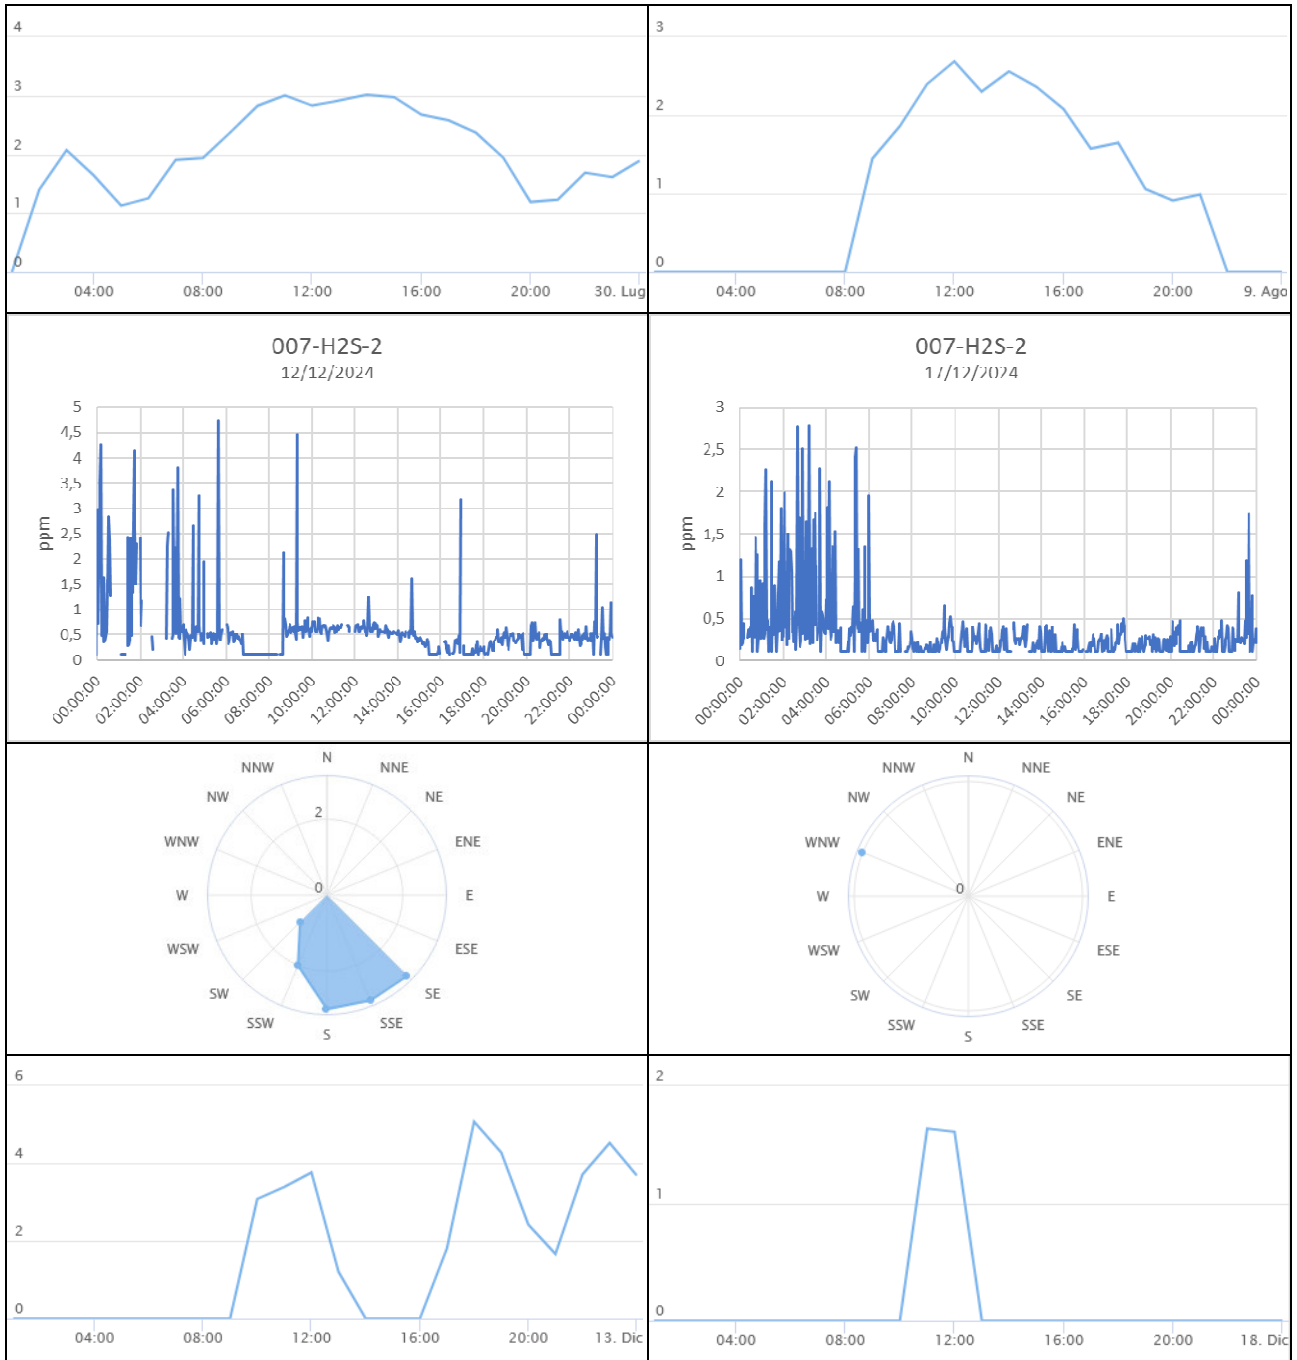 4
3
2
1
0
04:00 08:00 12:00 16:00 20:00 30. Lug
3
2
1
0
04:00 08:00 12:00 16:00 20:00 9. Ago
007-H2S-2
12/12/2024
ppm
5
4,5
4
3,5
3
2,5
2
1,5
1
0,5
0
00:00:00 02:00:00 04:00:00 06:00:00 08:00:00 10:00:00 12:00:00 14:00:00 16:00:00 18:00:00 20:00:00 22:00:00 00:00:00
007-H2S-2
17/12/2024
ppm
3
2,5
2
1,5
1
0,5
0
00:00:00 02:00:00 04:00:00 06:00:00 08:00:00 10:00:00 12:00:00 14:00:00 16:00:00 18:00:00 20:00:00 22:00:00 00:00:00
N
NNW NNE
NW NE
2
WNW ENE
0
W E
WSW ESE
SW SE
SSW SSE
S
N
NNW NNE
NW NE
WNW ENE
0
W E
WSW ESE
SW SE
SSW SSE
S
6
4
2
0
04:00 08:00 12:00 16:00 20:00 13. Dic
2
1
0
04:00 08:00 12:00 16:00 20:00 18. Dic